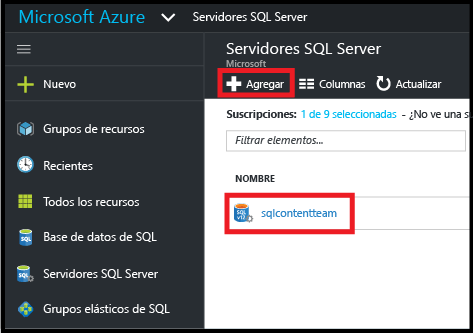 Microsoft Azure Servidores SQL Server
Servidores SQL Server
Microsoft
Agregar Columnas Actualizar
Suscripciones: 1 de 9 seleccionadas - ¿No ve una s
Filtrar elementos...
NOMBRE
sqlcontentteam
Nuevo
Grupos de recursos
Recientes
Todos los recursos
SQL
Base de datos de SQL
SQL
Servidores SQL Server
Grupos elásticos de SQL